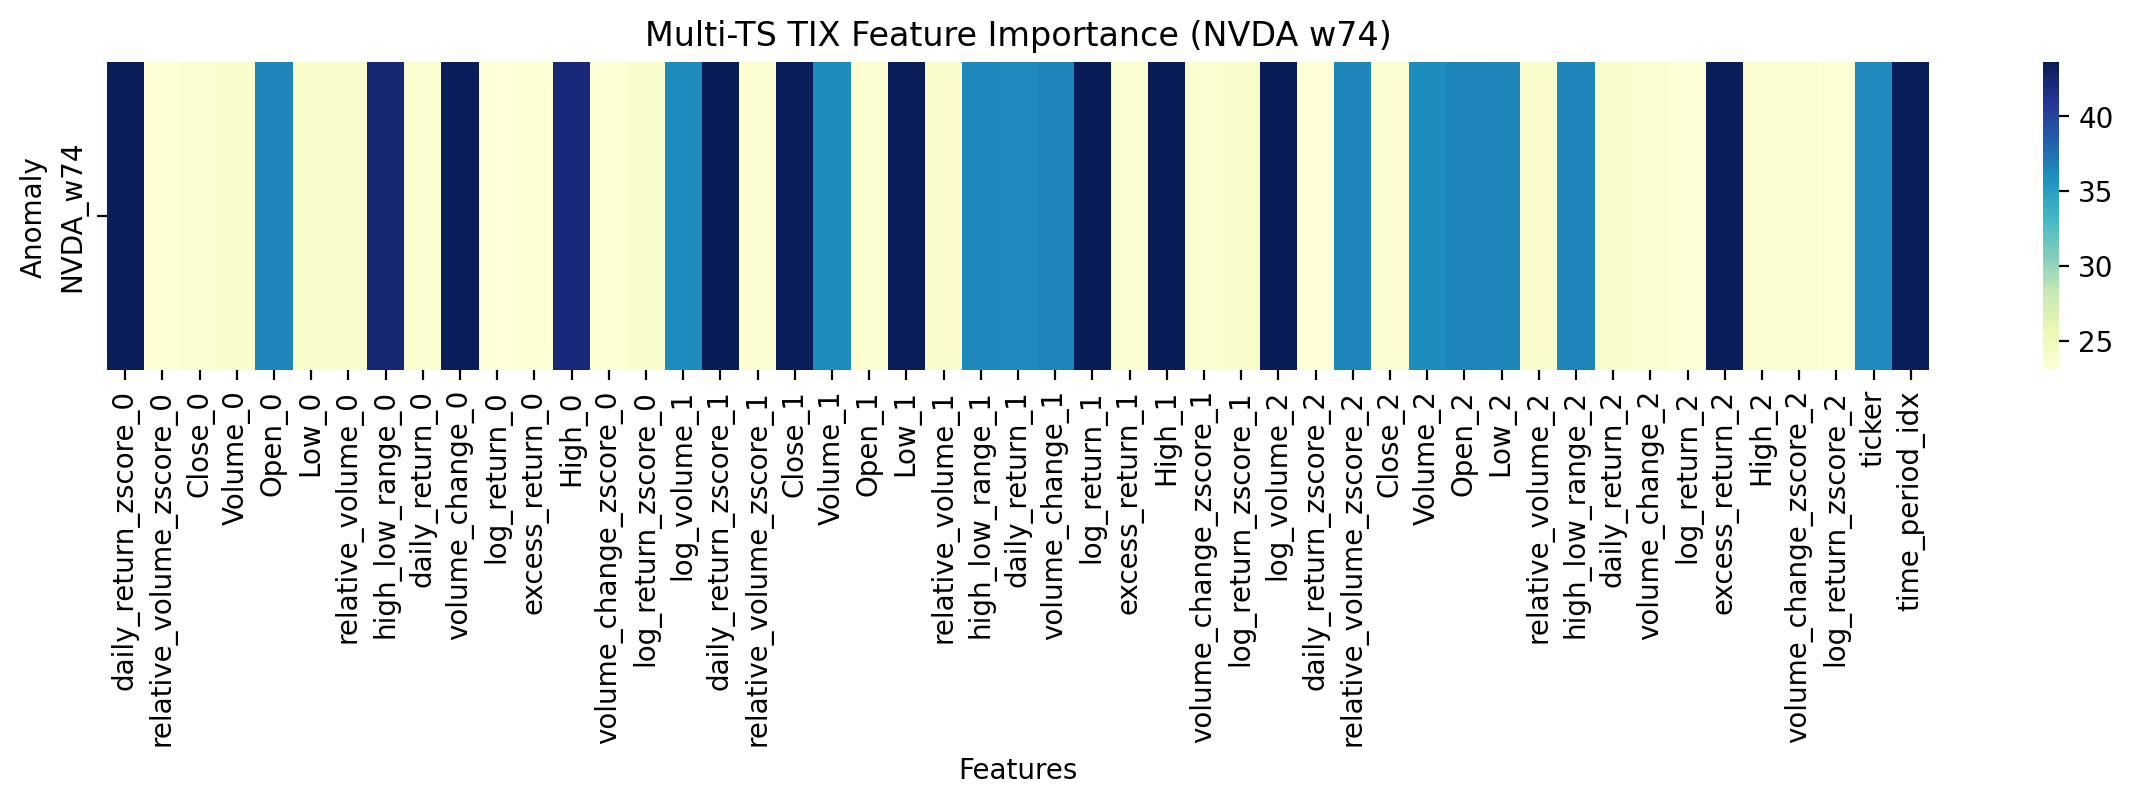 Multi-TS TIX Feature Importance (NVDA w74)
Anomaly
NVDA_w74
40
35
30
25
daily_return_zscore_0
relative_volume_zscore_0
Close_0
Volume_0
Open_0
Low_0
relative_volume_0
high_low_range_0
daily_return_0
volume_change_0
log_return_0
excess_return_0
High_0
volume_change_zscore_0
log_return_zscore_0
log_volume_1
daily_return_zscore_1
relative_volume_zscore_1
Close_1
Volume_1
Open_1
Low_1
relative_volume_1
high_low_range_1
daily_return_1
volume_change_1
log_return_1
excess_return_1
High_1
volume_change_zscore_1
log_return_zscore_1
log_volume_2
daily_return_zscore_2
relative_volume_zscore_2
Close_2
Volume_2
Open_2
Low_2
relative_volume_2
high_low_range_2
daily_return_2
volume_change_2
log_return_2
excess_return_2
High_2
volume_change_zscore_2
log_return_zscore_2
ticker
time_period_idx
Features